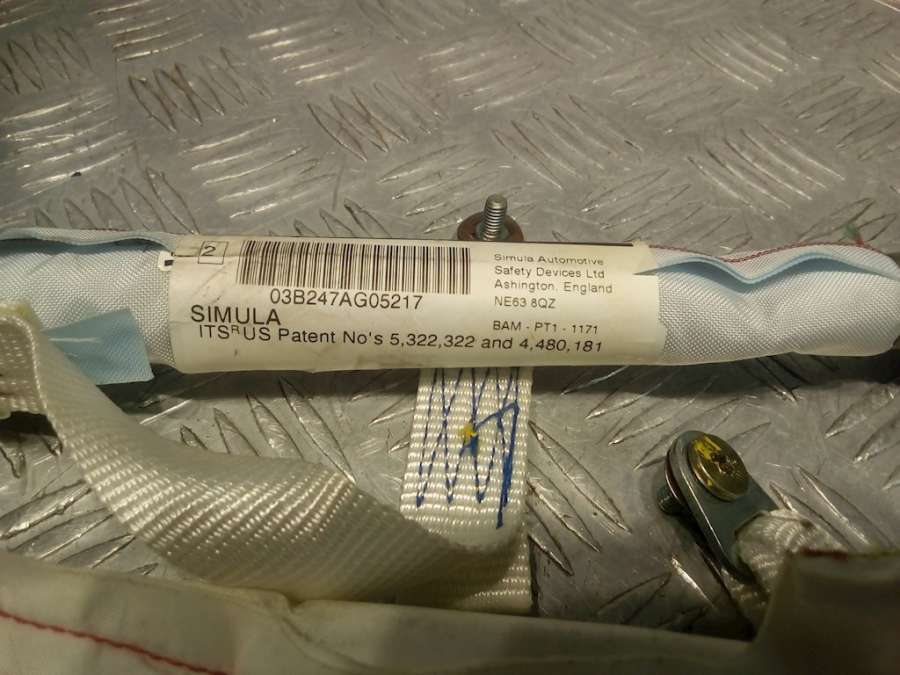 2
03B247AG05217
SIMULA
ITSᴿUS Patent No's 5,322,322 and 4,480,181
Simula Automotive
Safety Devices Ltd
Ashington, England
NE63 8QZ
BAM - PT1 - 1171